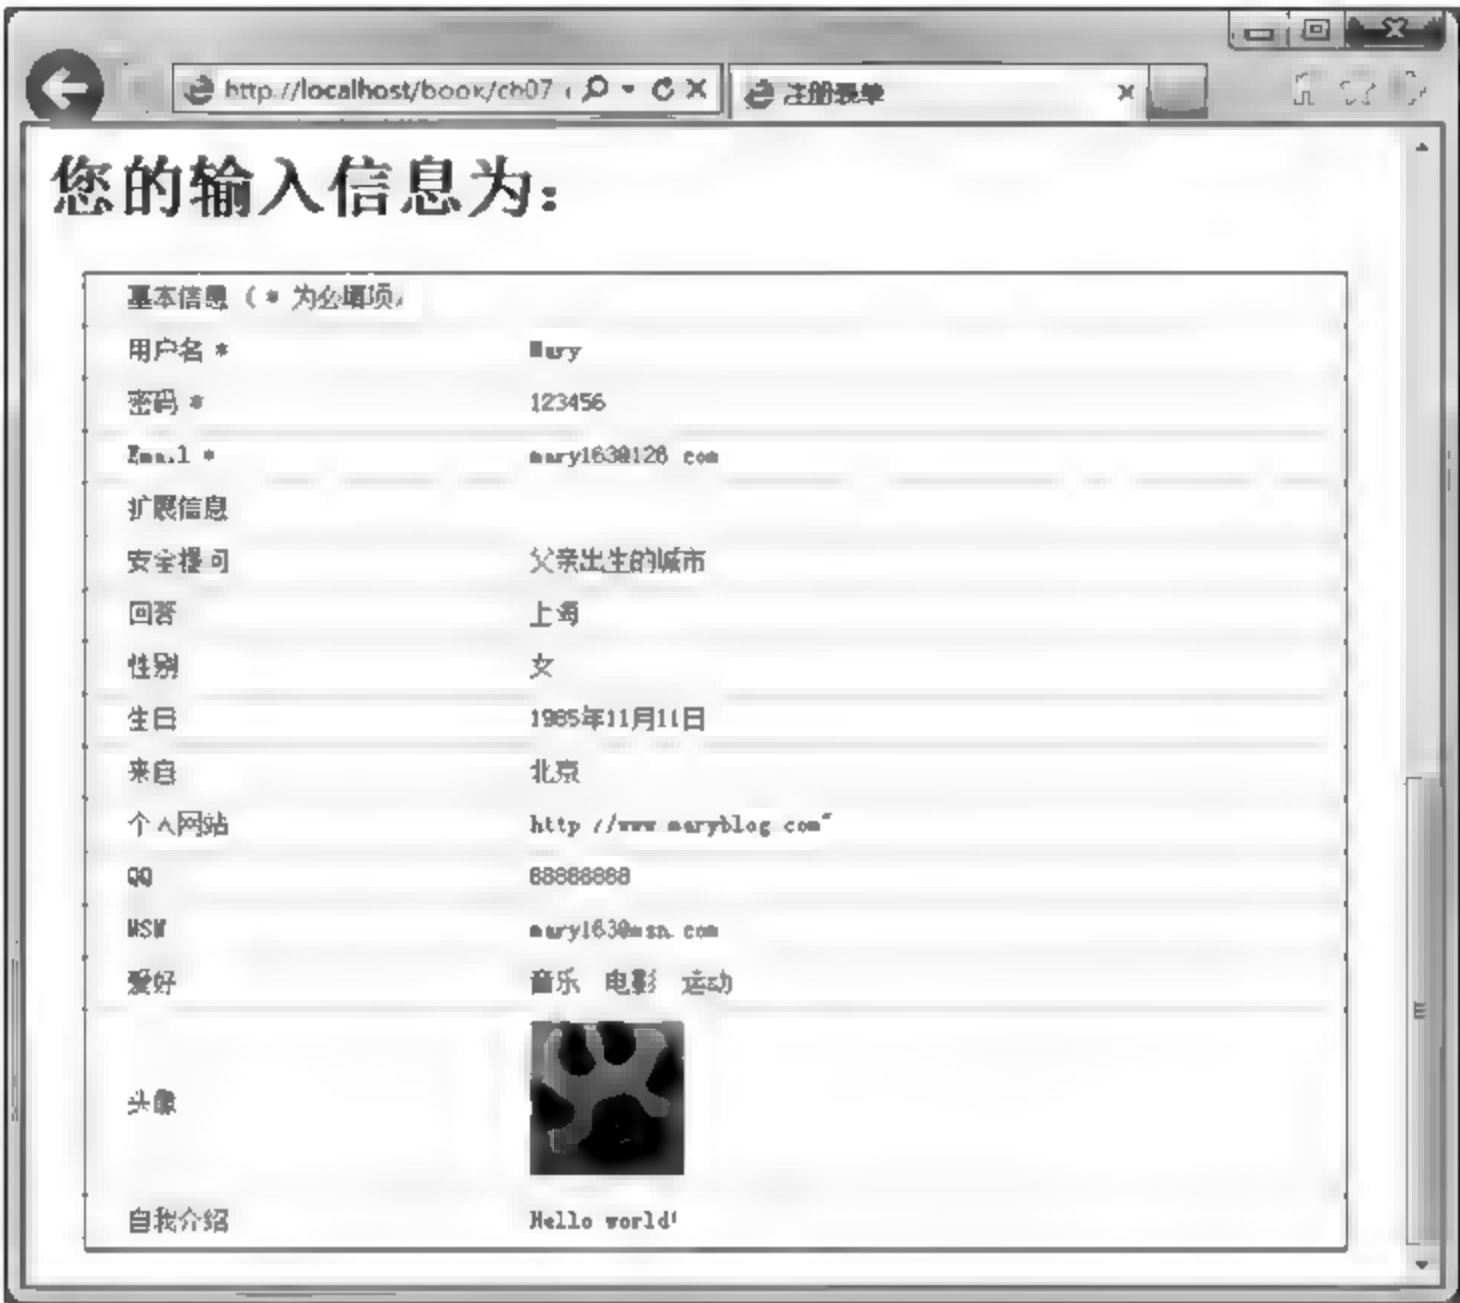 http://localhost/book/ch07
注册表单
您的输入信息为：
基本信息（* 为必填项）
用户名 * Mary
密码 * 123456
Email * mary163@126.com
扩展信息
安全提问 父亲出生的城市
回答 上海
性别 女
生日 1985年11月11日
来自 北京
个人网站 http://www.maryblog.com
QQ 88888888
MSN mary163@msn.com
爱好 音乐 电影 运动
头像
自我介绍 Hello world!